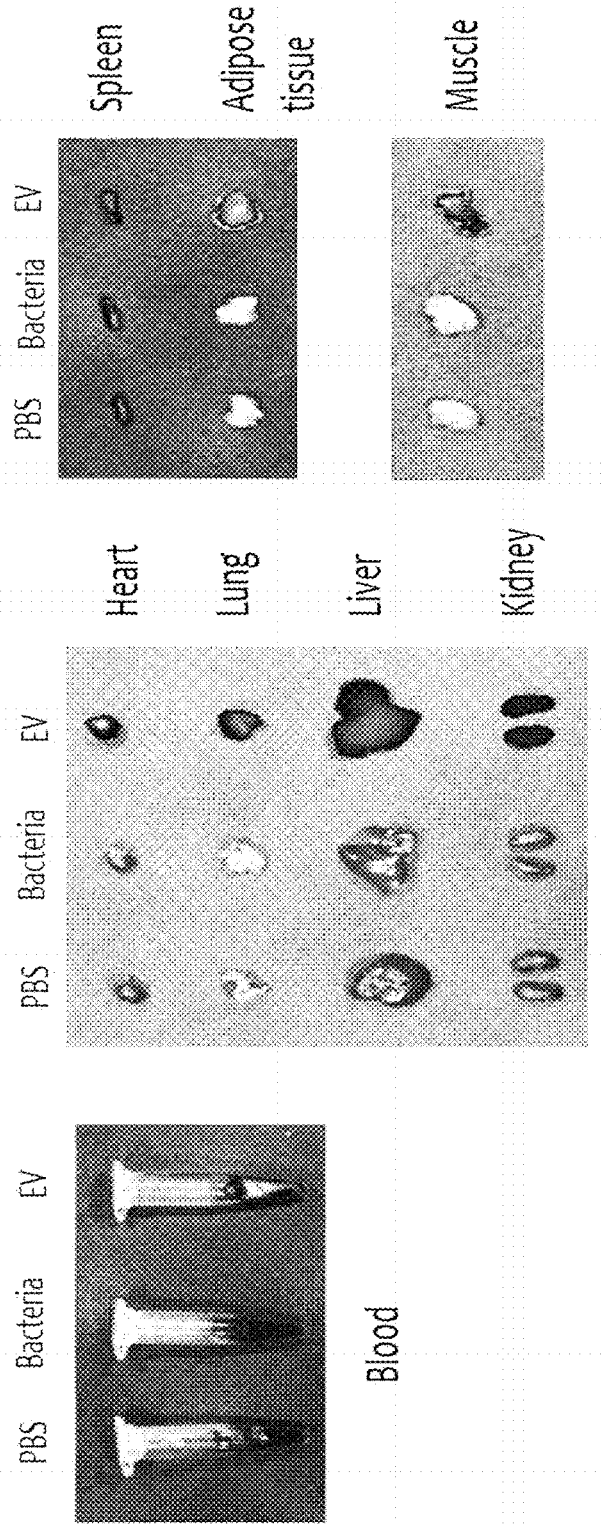 PBS Bacteria EV
Blood
PBS Bacteria EV
Heart
Lung
Liver
Kidney
PBS Bacteria EV
Spleen
Adipose
tissue
Muscle